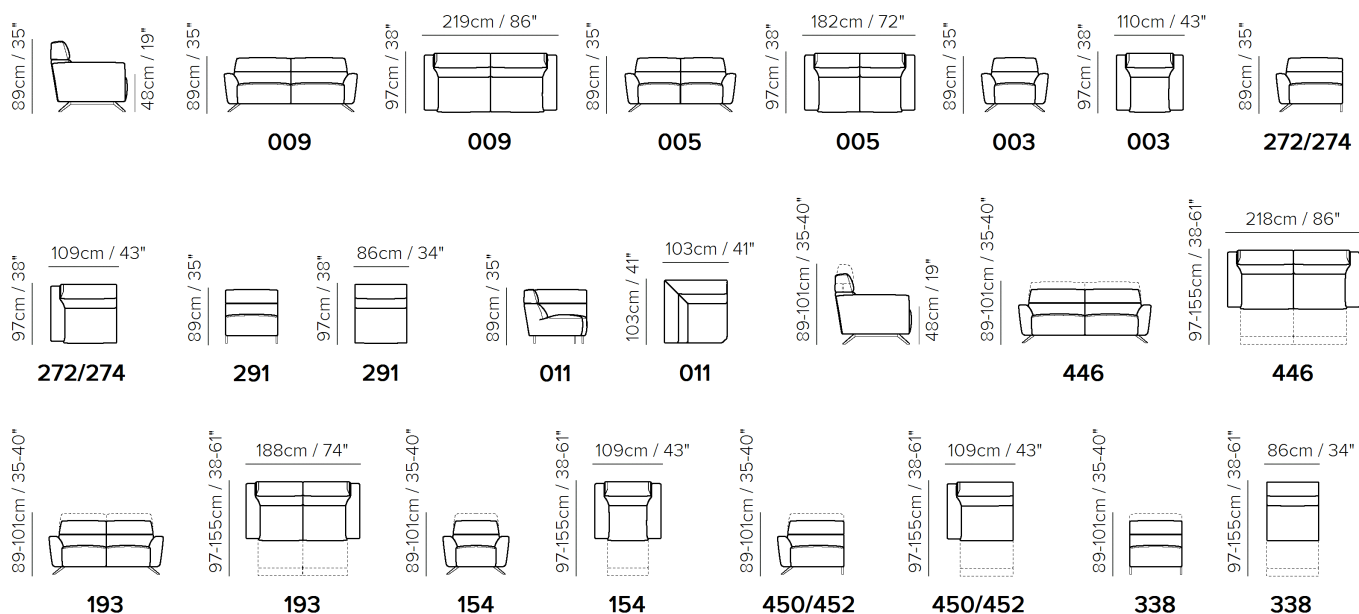 89cm / 35"
48cm / 19"
89cm / 35"
009
219cm / 86"
97cm / 38"
009
89cm / 35"
005
182cm / 72"
97cm / 38"
005
89cm / 35"
003
110cm / 43"
97cm / 38"
003
89cm / 35"
272/274
109cm / 43"
97cm / 38"
272/274
89cm / 35"
291
86cm / 34"
97cm / 38"
291
89cm / 35"
011
103cm / 41"
103cm / 41"
011
89-101cm / 35-40"
48cm / 19"
89-101cm / 35-40"
446
218cm / 86"
97-155cm / 38-61"
446
89-101cm / 35-40"
193
188cm / 74"
97-155cm / 38-61"
193
89-101cm / 35-40"
154
109cm / 43"
97-155cm / 38-61"
154
89-101cm / 35-40"
450/452
109cm / 43"
97-155cm / 38-61"
450/452
89-101cm / 35-40"
338
86cm / 34"
97-155cm / 38-61"
338